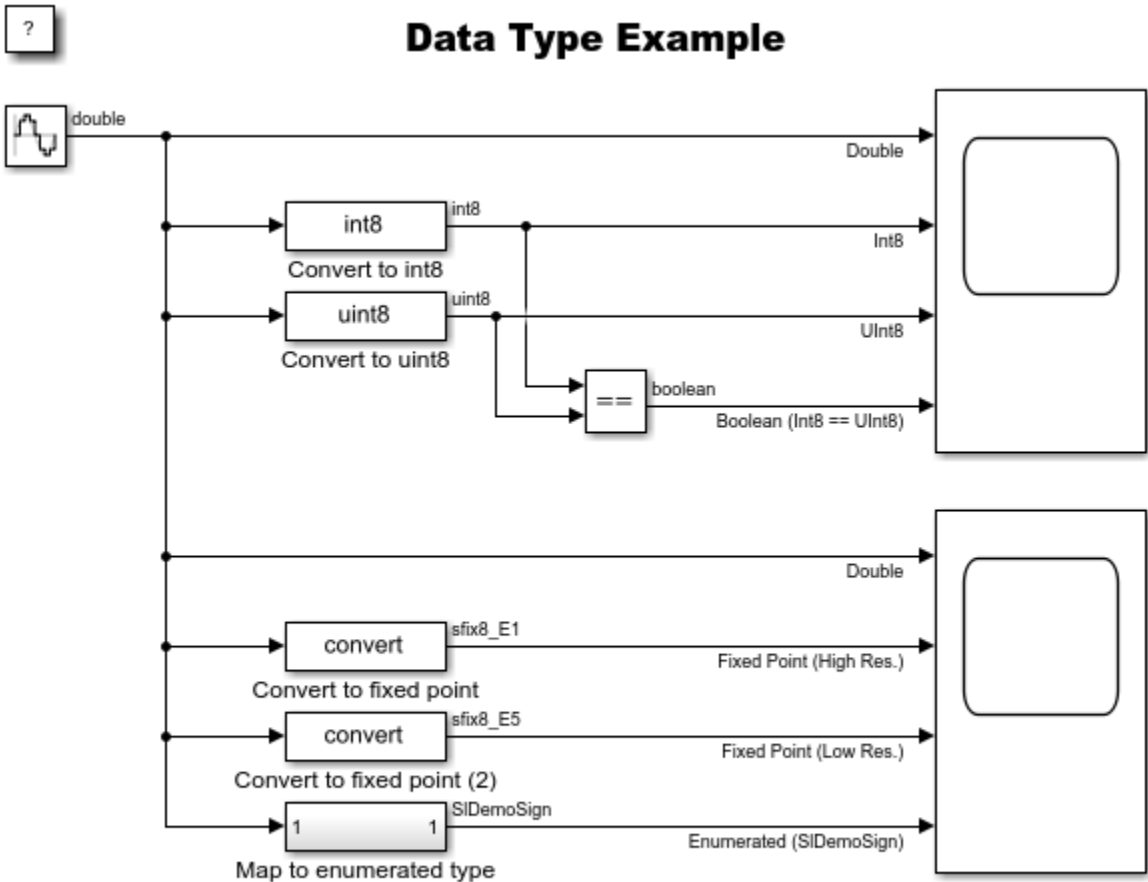 ?
Data Type Example
double
Double
int8
int8
Int8
Convert to int8
uint8
uint8
UInt8
Convert to uint8
==
boolean
Boolean (Int8 == UInt8)
Double
convert
sfix8_E1
Fixed Point (High Res.)
Convert to fixed point
convert
sfix8_E5
Fixed Point (Low Res.)
Convert to fixed point (2)
1
1
SlDemoSign
Enumerated (SlDemoSign)
Map to enumerated type